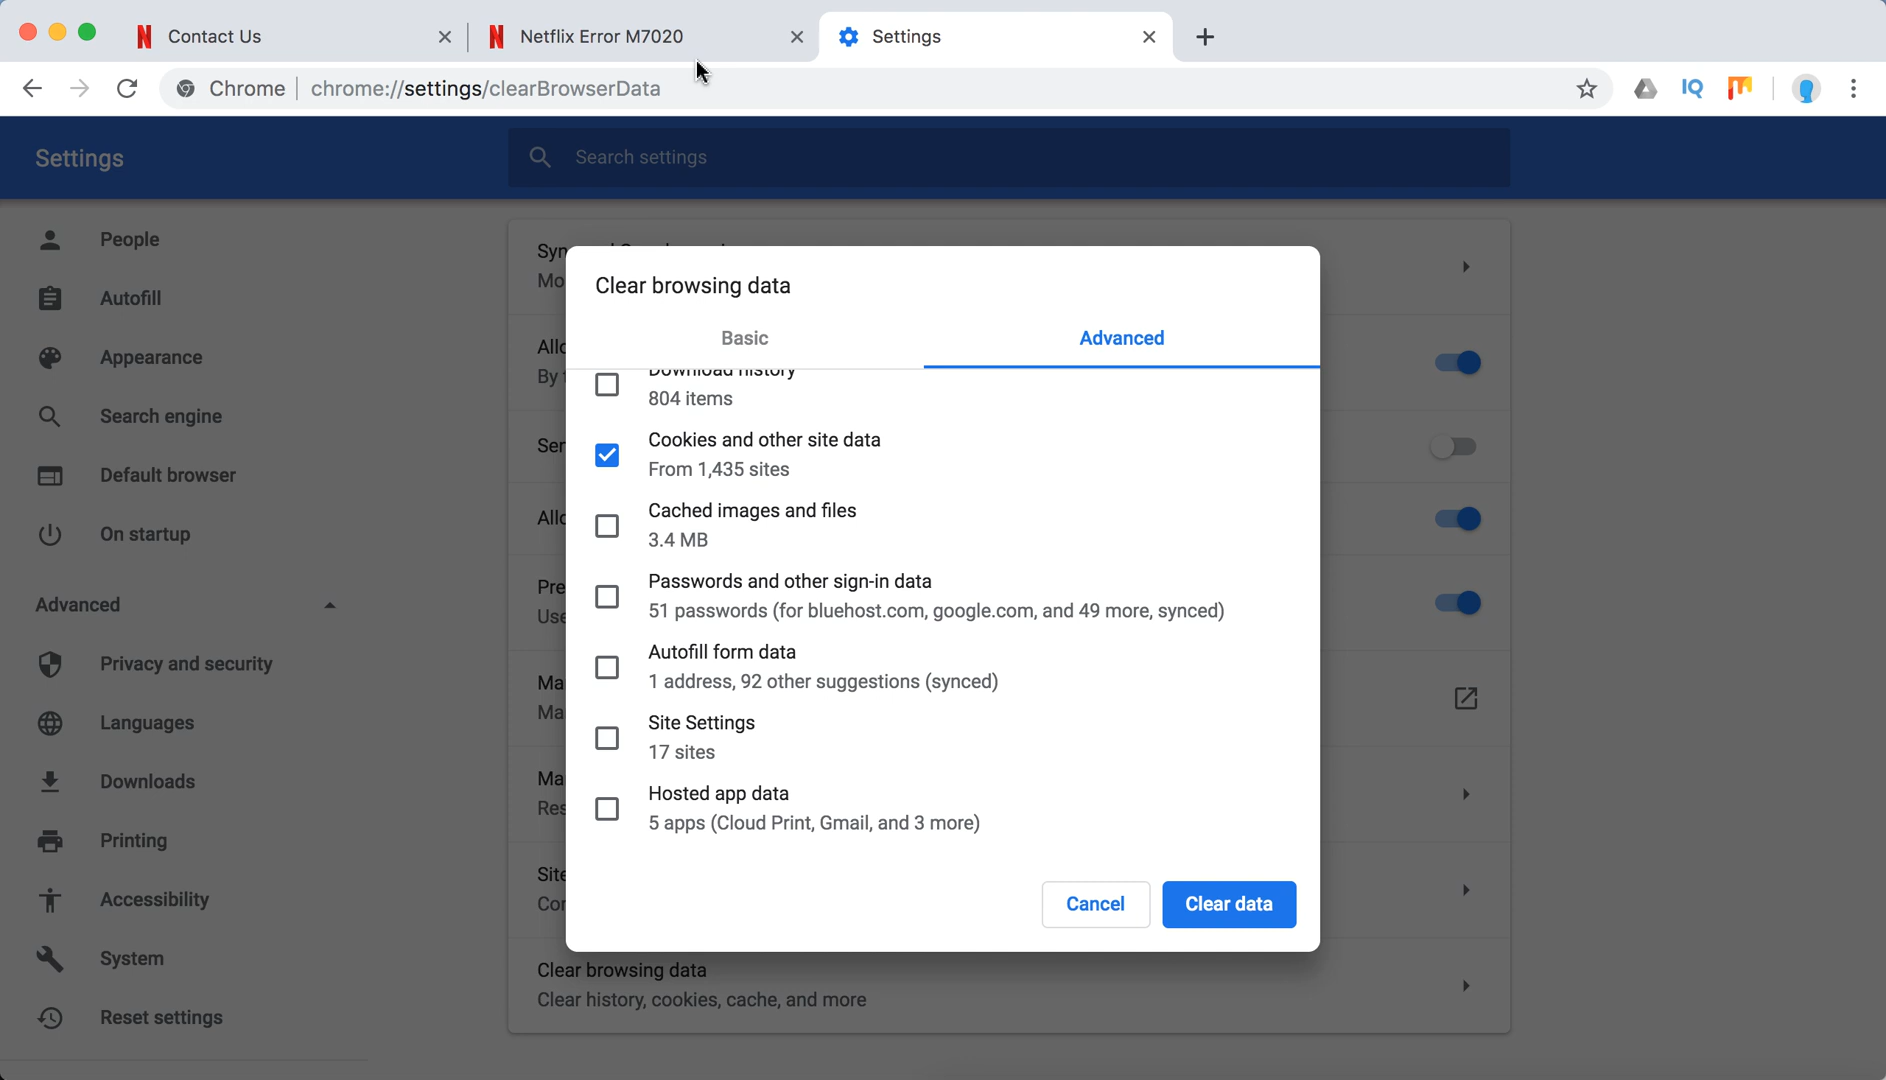 Contact Us
Netflix Error M7020
Settings
Chrome
chrome://settings/clearBrowserData
IQ
Settings
Search settings
People
Autofill
Appearance
Search engine
Default browser
On startup
Advanced
Privacy and security
Languages
Downloads
Printing
Accessibility
System
Reset settings
Clear browsing data
Basic
Advanced
Download history
804 items
Cookies and other site data
From 1,435 sites
Cached images and files
3.4 MB
Passwords and other sign-in data
51 passwords (for bluehost.com, google.com, and 49 more, synced)
Autofill form data
1 address, 92 other suggestions (synced)
Site Settings
17 sites
Hosted app data
5 apps (Cloud Print, Gmail, and 3 more)
Cancel
Clear data
Clear browsing data
Clear history, cookies, cache, and more